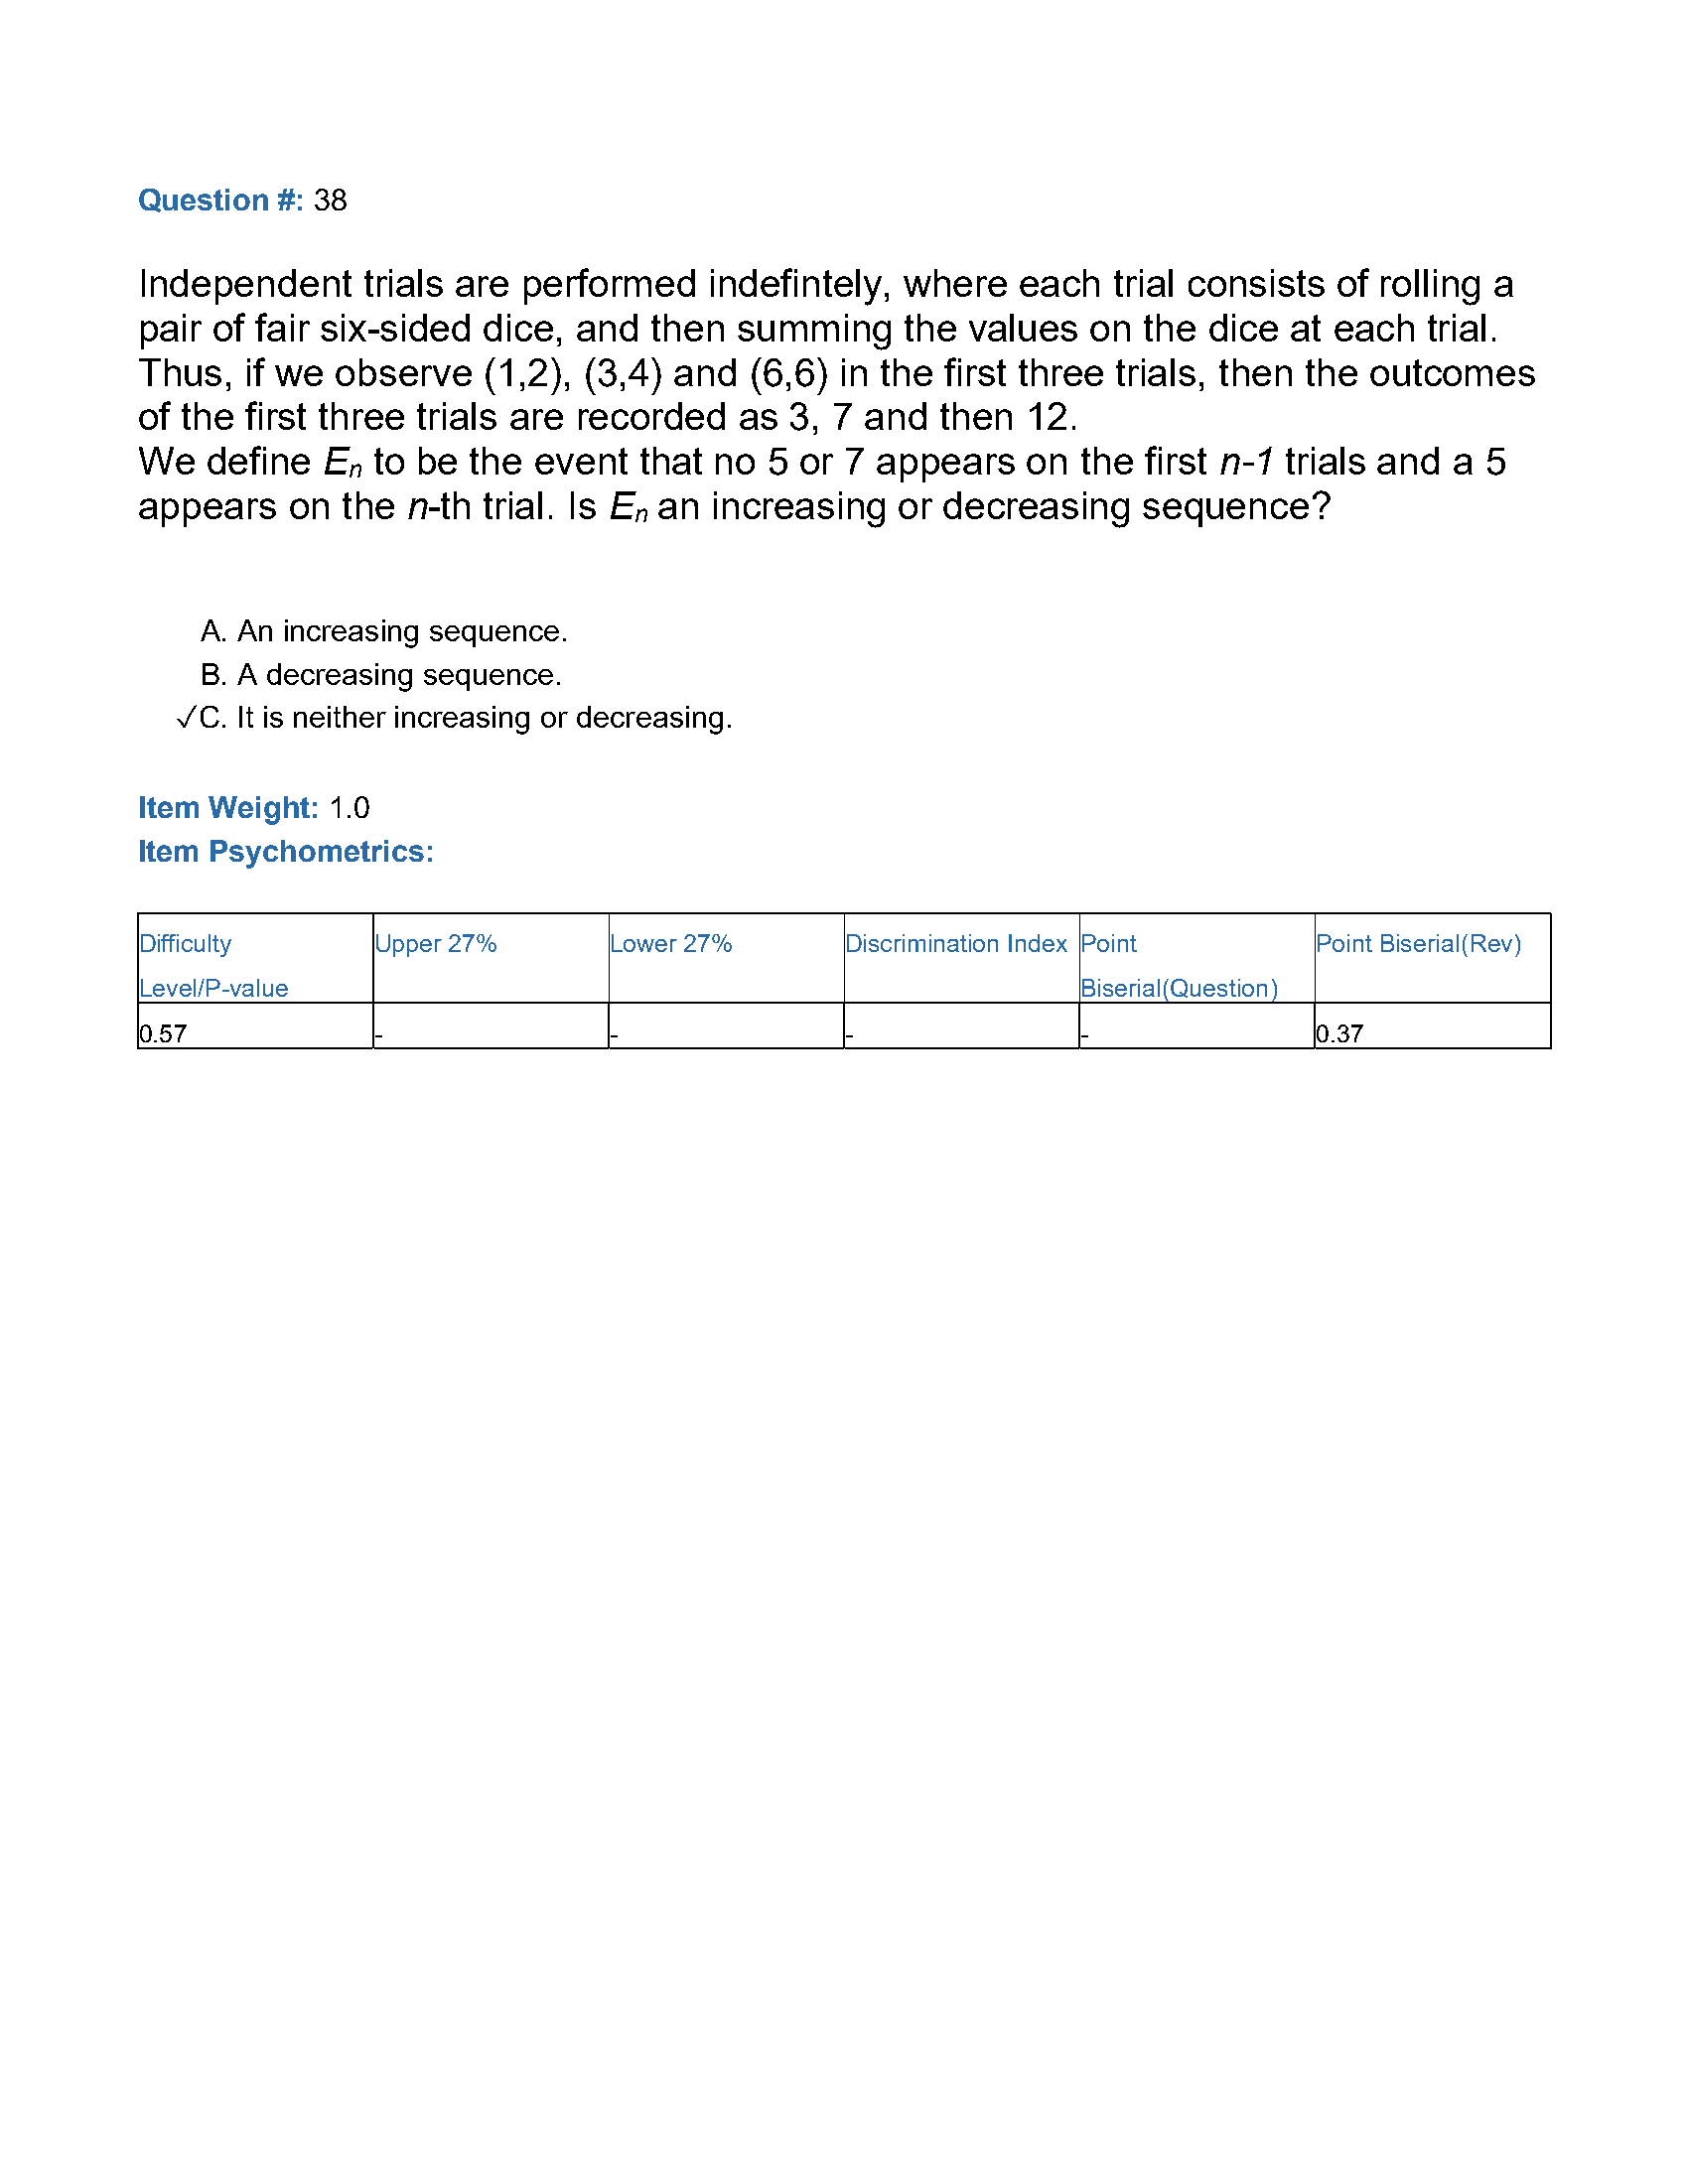 Question #: 38
Independent trials are performed indefintely, where each trial consists of rolling a
pair of fair six-sided dice, and then summing the values on the dice at each trial.
Thus, if we observe (1,2), (3,4) and (6,6) in the first three trials, then the outcomes
of the first three trials are recorded as 3, 7 and then 12.
We define En to be the event that no 5 or 7 appears on the first n-1 trials and a 5
appears on the n-th trial. Is En an increasing or decreasing sequence?
A. An increasing sequence.
B. A decreasing sequence.
✓C. It is neither increasing or decreasing.
Item Weight: 1.0
Item Psychometrics:
Difficulty Level/P-value Upper 27% Lower 27% Discrimination Index Point Biserial(Question) Point Biserial(Rev)
0.57 - - - - 0.37